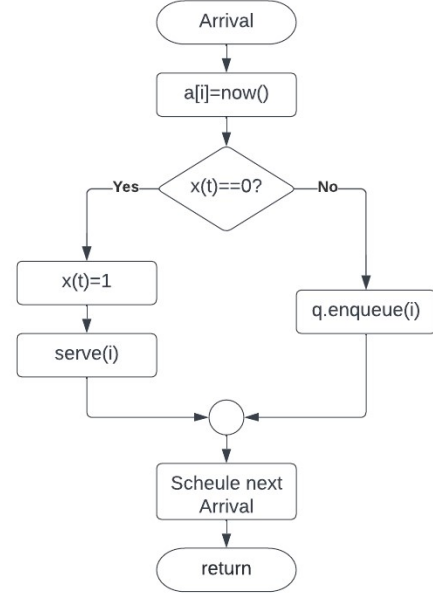 Arrival
a[i]=now()
x(t)==0?
Yes
No
x(t)=1
q.enqueue(i)
serve(i)
Scheule next
Arrival
return